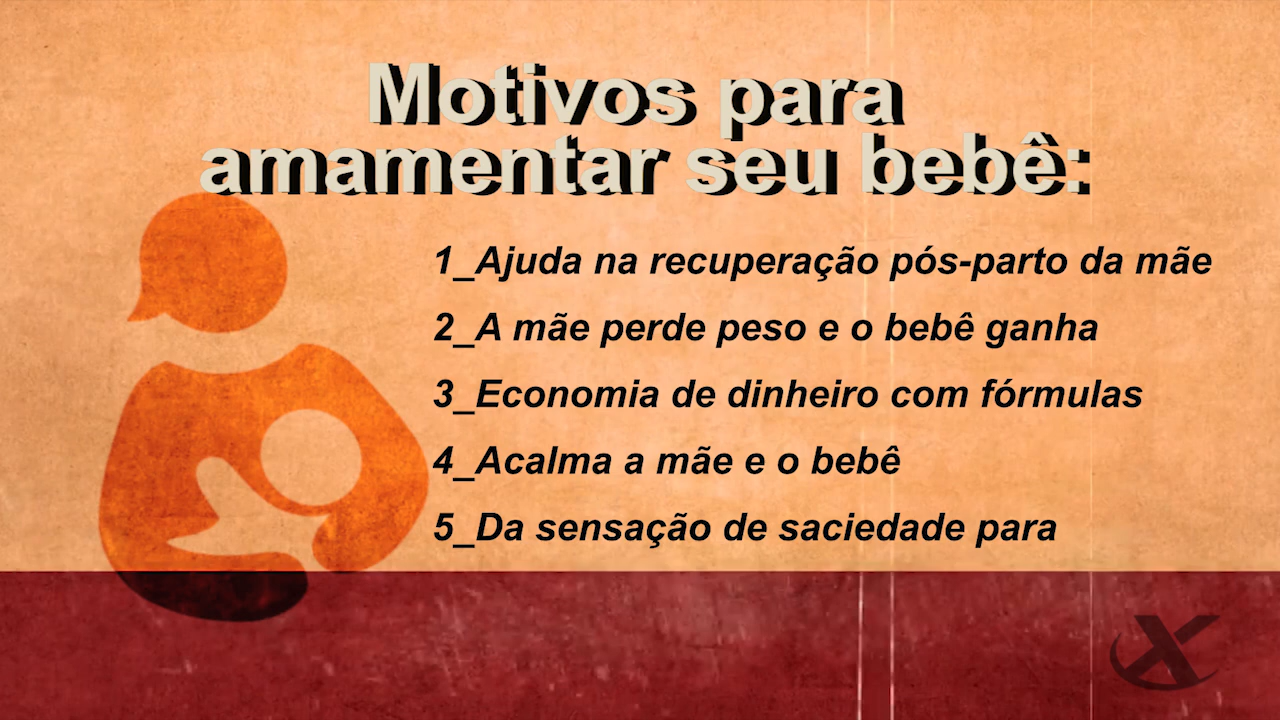 Motivos para
amamentar seu bebê:
1_Ajuda na recuperação pós-parto da mãe
2_A mãe perde peso e o bebê ganha
3_Economia de dinheiro com fórmulas
4_Acalma a mãe e o bebê
5_Da sensação de saciedade para
X